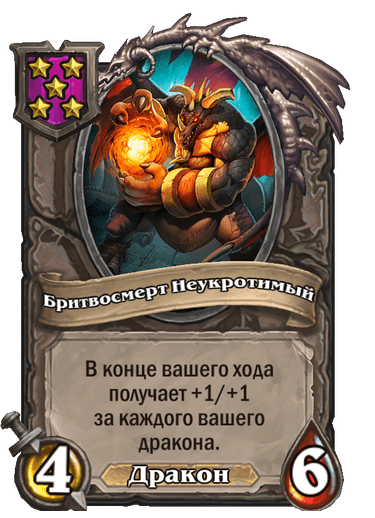 Бритвосмерт Неукротимый
В конце вашего хода
получает +1/+1
за каждого вашего
дракона.
4
Дракон
6